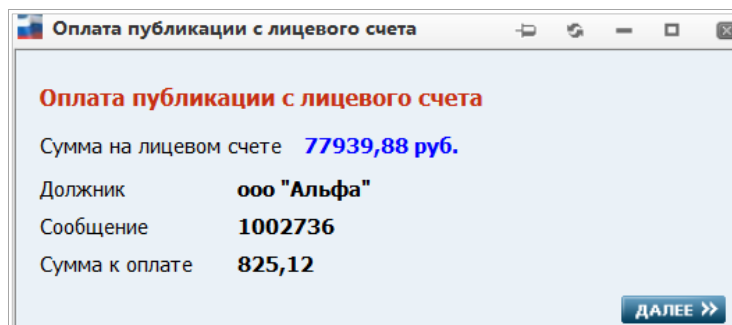 Оплата публикации с лицевого счета
Оплата публикации с лицевого счета
Сумма на лицевом счете 77939,88 руб.
Должник ооо "Альфа"
Сообщение 1002736
Сумма к оплате 825,12
ДАЛЕЕ